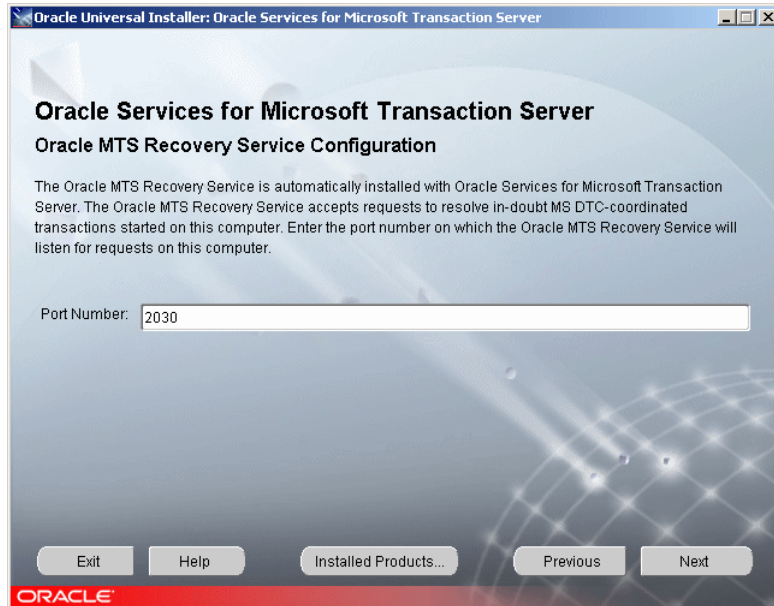 Oracle Universal Installer: Oracle Services for Microsoft Transaction Server
Oracle Services for Microsoft Transaction Server
Oracle MTS Recovery Service Configuration
The Oracle MTS Recovery Service is automatically installed with Oracle Services for Microsoft Transaction
Server. The Oracle MTS Recovery Service accepts requests to resolve in-doubt MS DTC-coordinated
transactions started on this computer. Enter the port number on which the Oracle MTS Recovery Service will
listen for requests on this computer.
Port Number: 2030
Exit Help Installed Products... Previous Next
ORACLE